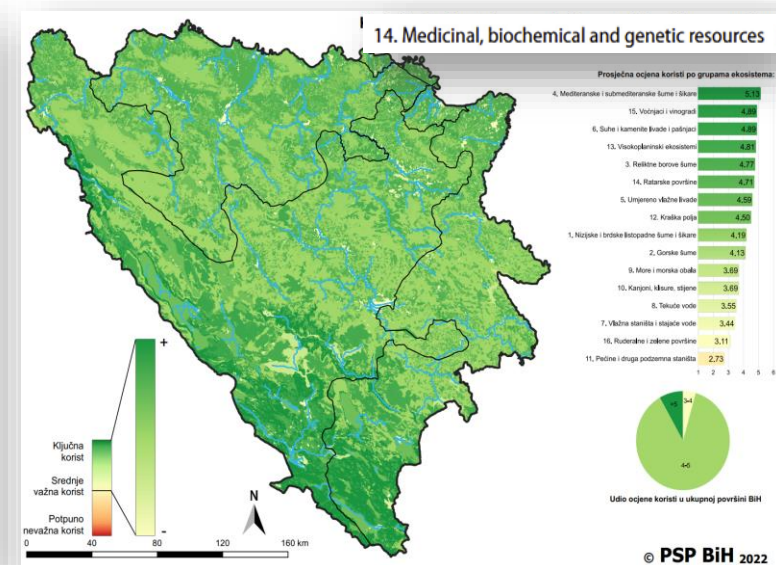 14. Medicinal, biochemical and genetic resources
Prosječna ocjena koristi po grupama ekosistema:
4, Mediteranske i submediteranske šume i šikare 5,13
15. Voćnjaci i vinogradi 4,89
6, Suhe i kamenite livade i pašnjaci 4,89
13. Visokoplaninski ekosistemi 4,81
3. Reliktne borove šume 4,77
14. Ratarske površine 4,71
5. Umjereno vlažne livade 4,59
12. Kraška polja 4,50
1. Nizijske i brdske listopadne šume i šikare 4,19
2. Gorske šume 4,13
9. More i morska obala 3,69
10. Kanjoni, klisure, stijene 3,69
8. Tekuće vode 3,55
7. Vlažna staništa i stajaće vode 3,44
16, Ruderalne i zelene površine 3,11
11, Pećine i druga podzemna staništa 2,73
1 2 3 4 5 6
+
-
Ključna
korist
Srednje
važna korist
Potpuno
nevažna korist
N
0 40 80 160 km
>5
3-4
4-5
Udio ocjene koristi u ukupnoj površini BiH
© PSP BiH 2022